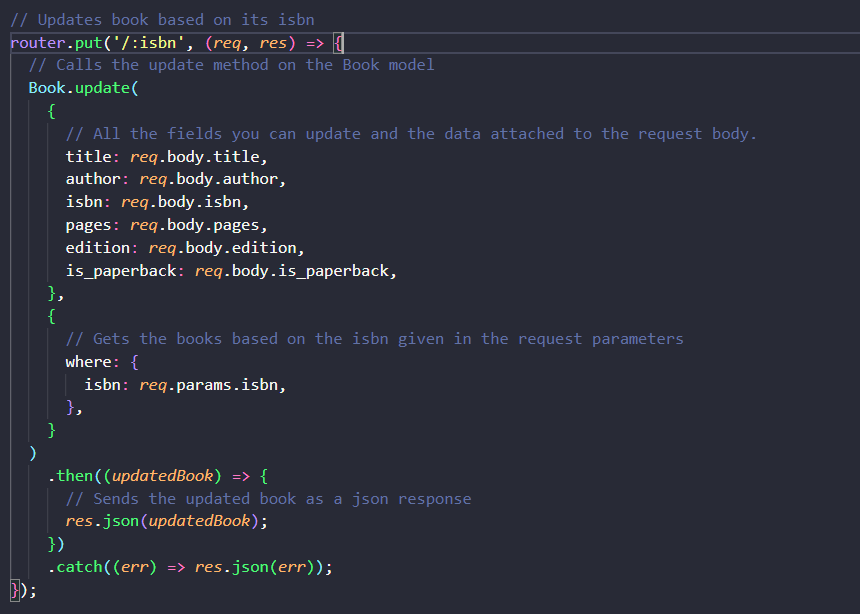 // Updates book based on its isbn
router.put('/:isbn', (req, res) => {
  // Calls the update method on the Book model
  Book.update(
    {
      // All the fields you can update and the data attached to the request body.
      title: req.body.title,
      author: req.body.author,
      isbn: req.body.isbn,
      pages: req.body.pages,
      edition: req.body.edition,
      is_paperback: req.body.is_paperback,
    },
    {
      // Gets the books based on the isbn given in the request parameters
      where: {
        isbn: req.params.isbn,
      },
    }
  )
    .then((updatedBook) => {
      // Sends the updated book as a json response
      res.json(updatedBook);
    })
    .catch((err) => res.json(err));
});